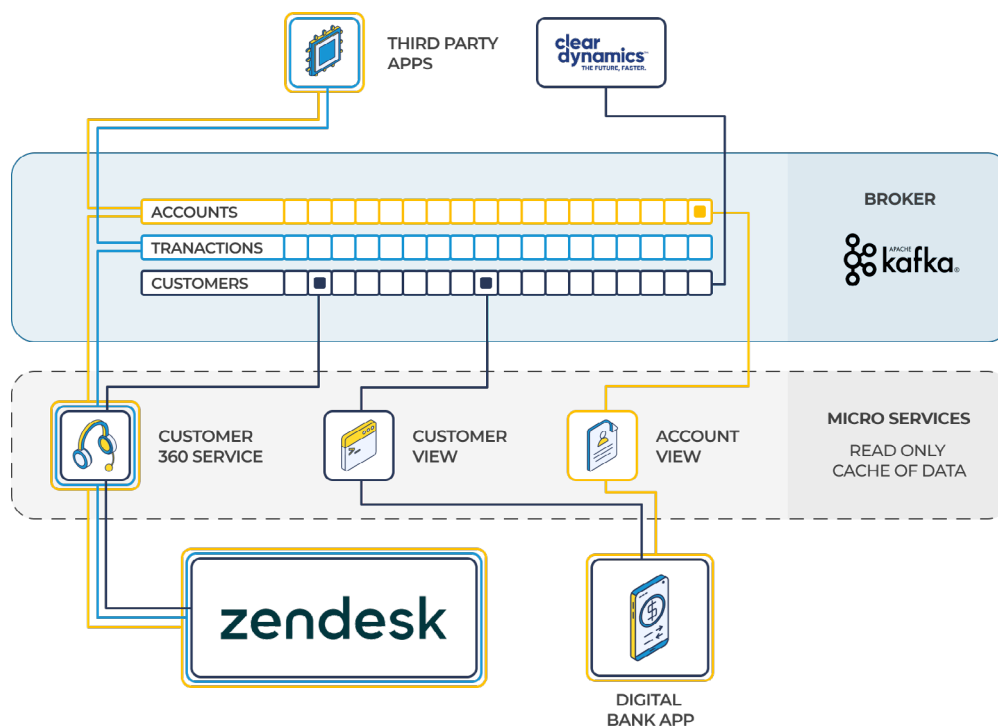 THIRD PARTY
APPS
clear
dynamics™
THE FUTURE, FASTER.
BROKER
ACCOUNTS
TRANACTIONS
CUSTOMERS
APACHE
kafka®
CUSTOMER
360 SERVICE
CUSTOMER
VIEW
ACCOUNT
VIEW
MICRO SERVICES
READ ONLY
CACHE OF DATA
zendesk
DIGITAL
BANK APP